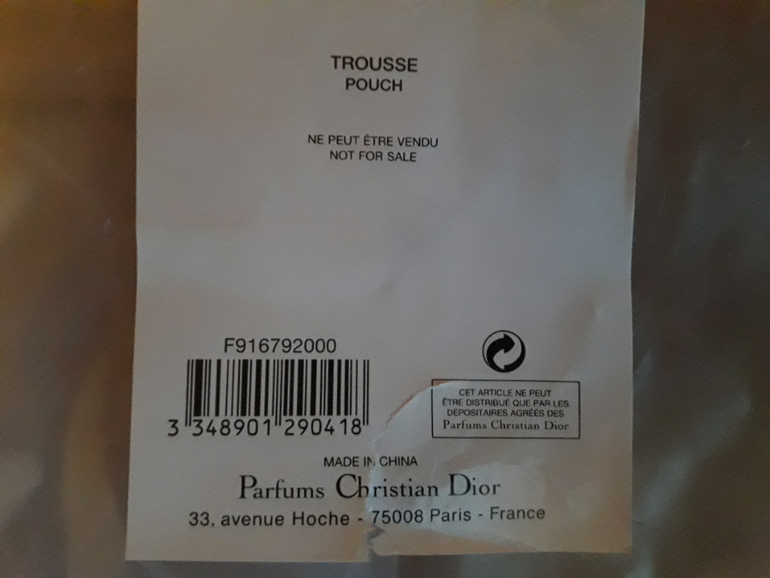 TROUSSE
POUCH
NE PEUT ÊTRE VENDU
NOT FOR SALE
F916792000
3 348901 290418
CET ARTICLE NE PEUT
ÊTRE DISTRIBUÉ QUE PAR LES
DÉPOSITAIRES AGRÉÉS DES
Parfums Christian Dior
MADE IN CHINA
Parfums Christian Dior
33, avenue Hoche - 75008 Paris - France